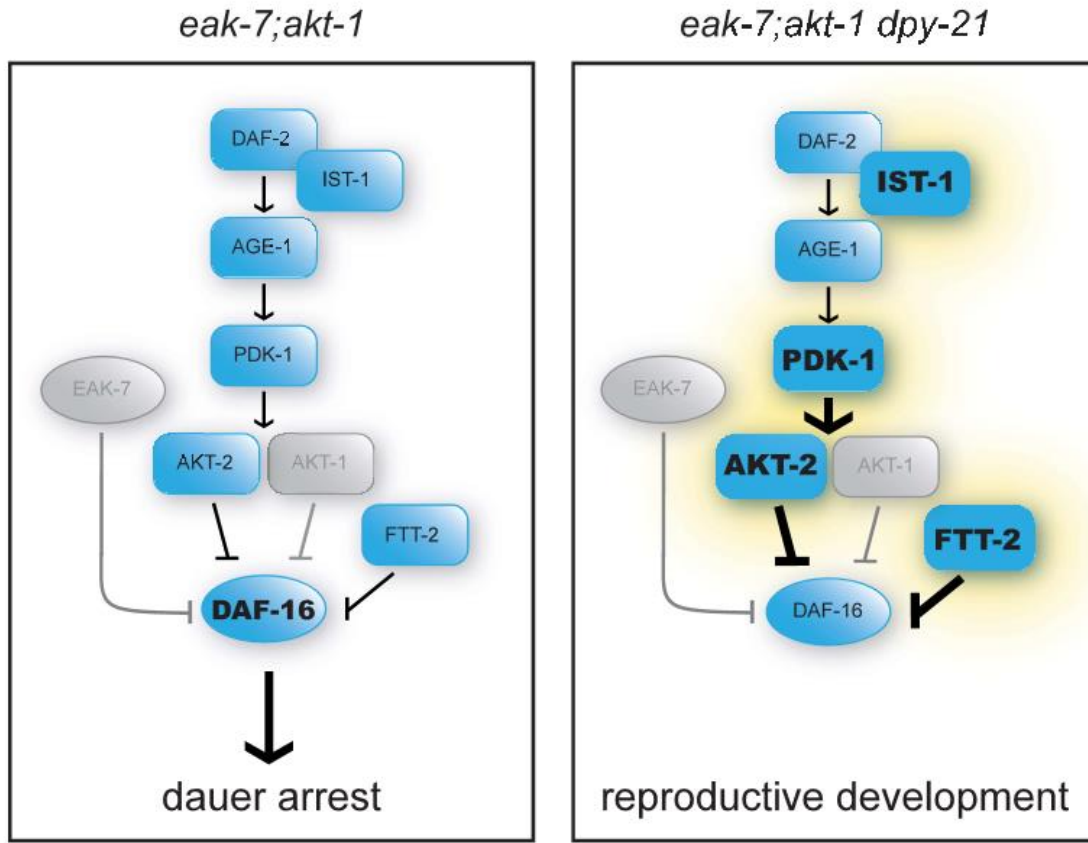 eak-7;akt-1
DAF-2
IST-1
AGE-1
PDK-1
EAK-7
AKT-2
AKT-1
FTT-2
DAF-16
dauer arrest
eak-7;akt-1 dpy-21
DAF-2
IST-1
AGE-1
PDK-1
EAK-7
AKT-2
AKT-1
FTT-2
DAF-16
reproductive development